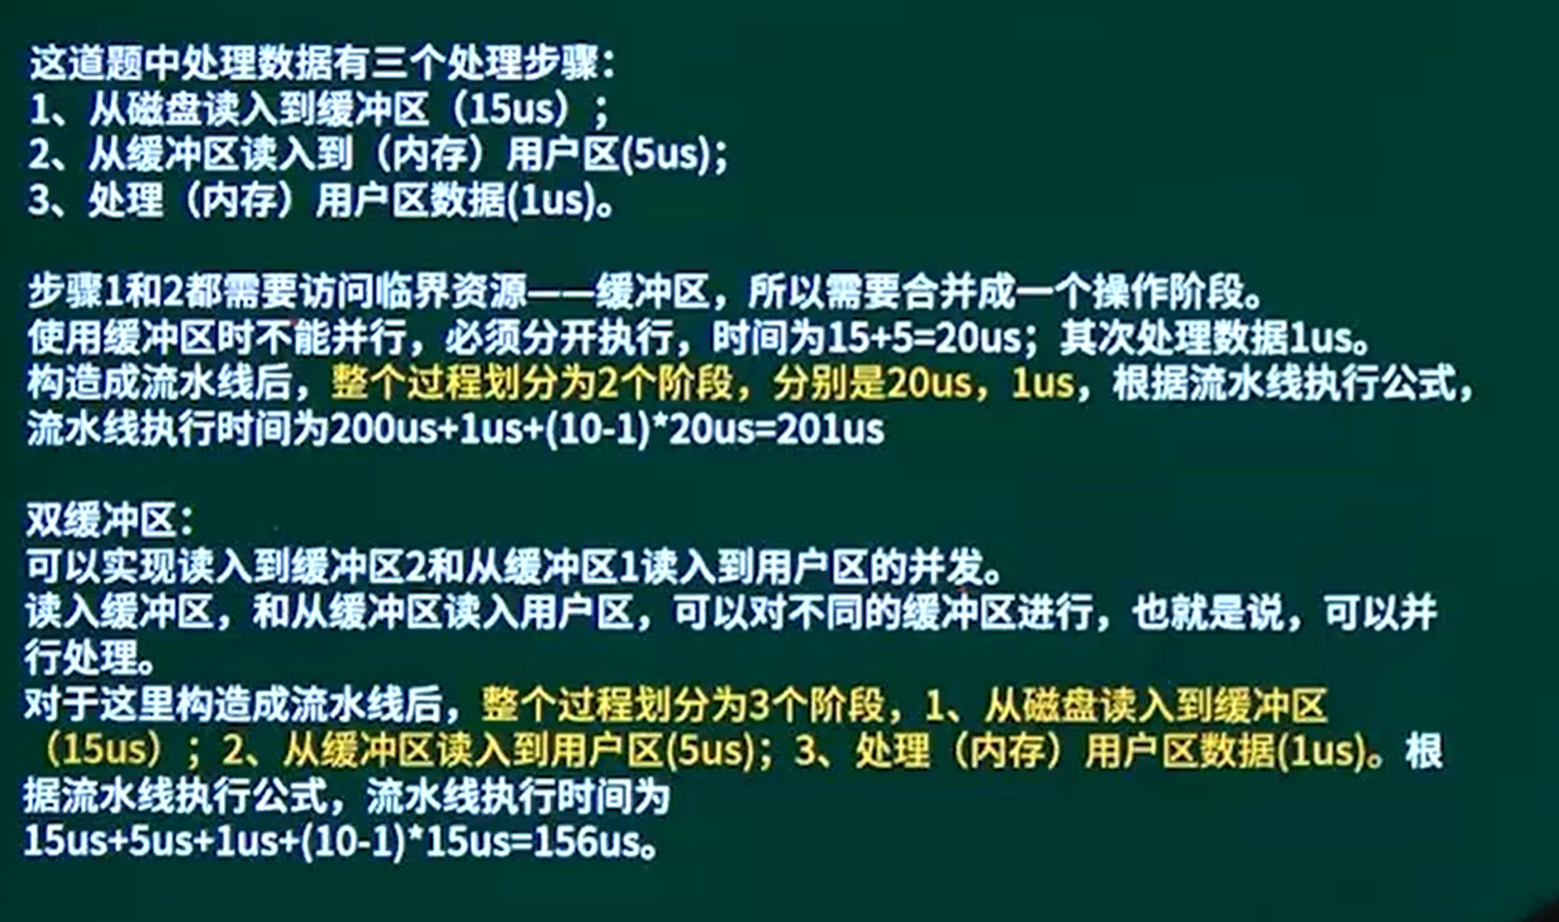 这道题中处理数据有三个处理步骤：
1、从磁盘读入到缓冲区（15us）；
2、从缓冲区读入到（内存）用户区(5us)；
3、处理（内存）用户区数据(1us)。
步骤1和2都需要访问临界资源——缓冲区，所以需要合并成一个操作阶段。
使用缓冲区时不能并行，必须分开执行，时间为15+5=20us；其次处理数据1us。
构造成流水线后，整个过程划分为2个阶段，分别是20us，1us，根据流水线执行公式，
流水线执行时间为200us+1us+(10-1)*20us=201us
双缓冲区：
可以实现读入到缓冲区2和从缓冲区1读入到用户区的并发。
读入缓冲区，和从缓冲区读入用户区，可以对不同的缓冲区进行，也就是说，可以并
行处理。
对于这里构造成流水线后，整个过程划分为3个阶段，1、从磁盘读入到缓冲区
（15us）；2、从缓冲区读入到用户区(5us)；3、处理（内存）用户区数据(1us)。根
据流水线执行公式，流水线执行时间为
15us+5us+1us+(10-1)*15us=156us。